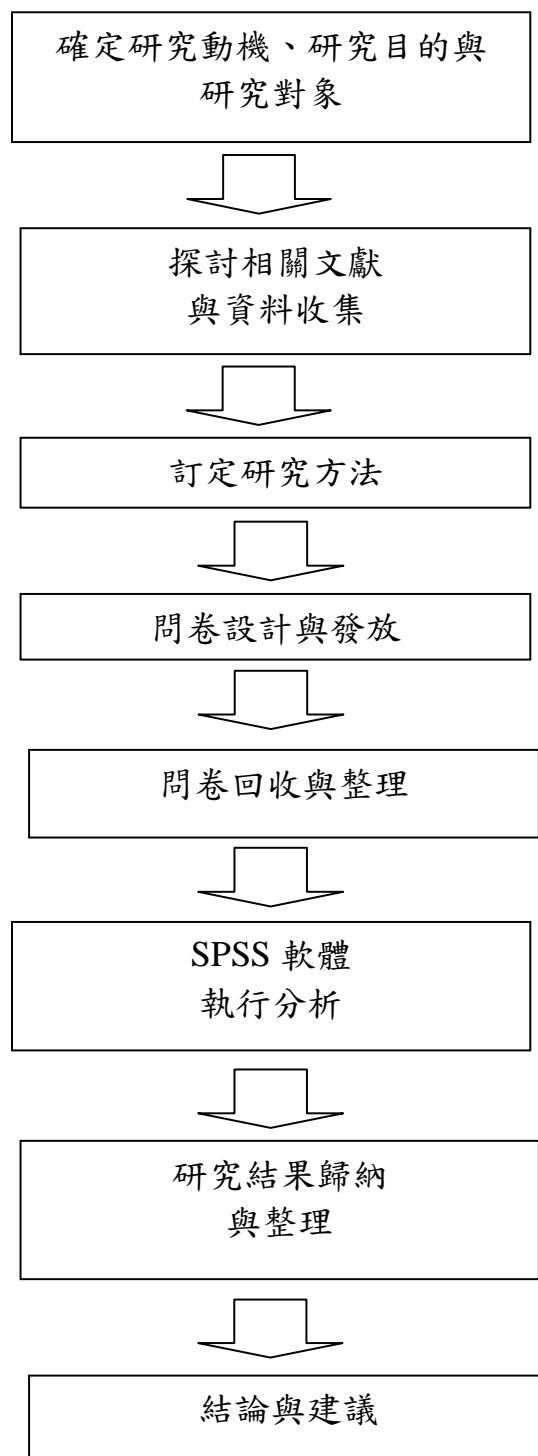 確定研究動機、研究目的與
研究對象
探討相關文獻
與資料收集
訂定研究方法
問卷設計與發放
問卷回收與整理
SPSS 軟體
執行分析
研究結果歸納
與整理
結論與建議